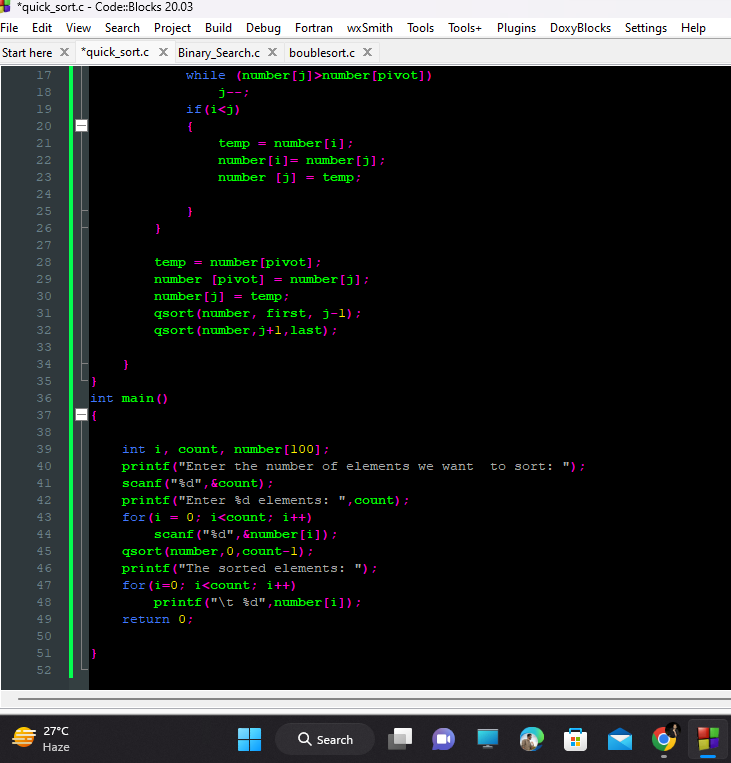 *quick_sort.c - Code::Blocks 20.03
File Edit View Search Project Build Debug Fortran wxSmith Tools Tools+ Plugins DoxyBlocks Settings Help
Start here *quick_sort.c Binary_Search.c boublesort.c
17 while (number[j]>number[pivot])
18 j--;
19 if(i<j)
20 {
21 temp = number[i];
22 number[i]= number[j];
23 number [j] = temp;
24
25 }
26 }
27
28 temp = number[pivot];
29 number [pivot] = number[j];
30 number[j] = temp;
31 qsort(number, first, j-1);
32 qsort(number,j+1,last);
33
34 }
35 }
36 int main()
37 {
38
39 int i, count, number[100];
40 printf("Enter the number of elements we want  to sort: ");
41 scanf("%d",&count);
42 printf("Enter %d elements: ",count);
43 for(i = 0; i<count; i++)
44 scanf("%d",&number[i]);
45 qsort(number,0,count-1);
46 printf("The sorted elements: ");
47 for(i=0; i<count; i++)
48 printf("\t %d",number[i]);
49 return 0;
50
51 }
52
27°C
Haze
Search